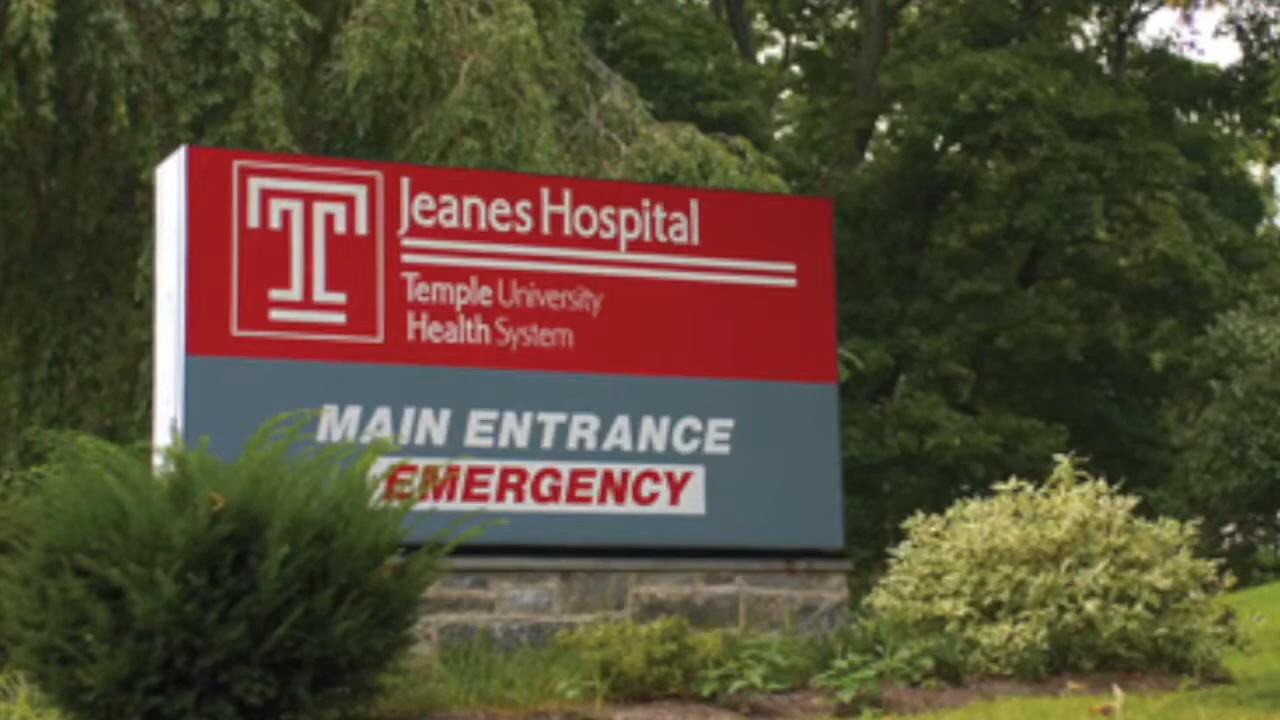 T
Jeanes Hospital
Temple University
Health System
MAIN ENTRANCE
EMERGENCY